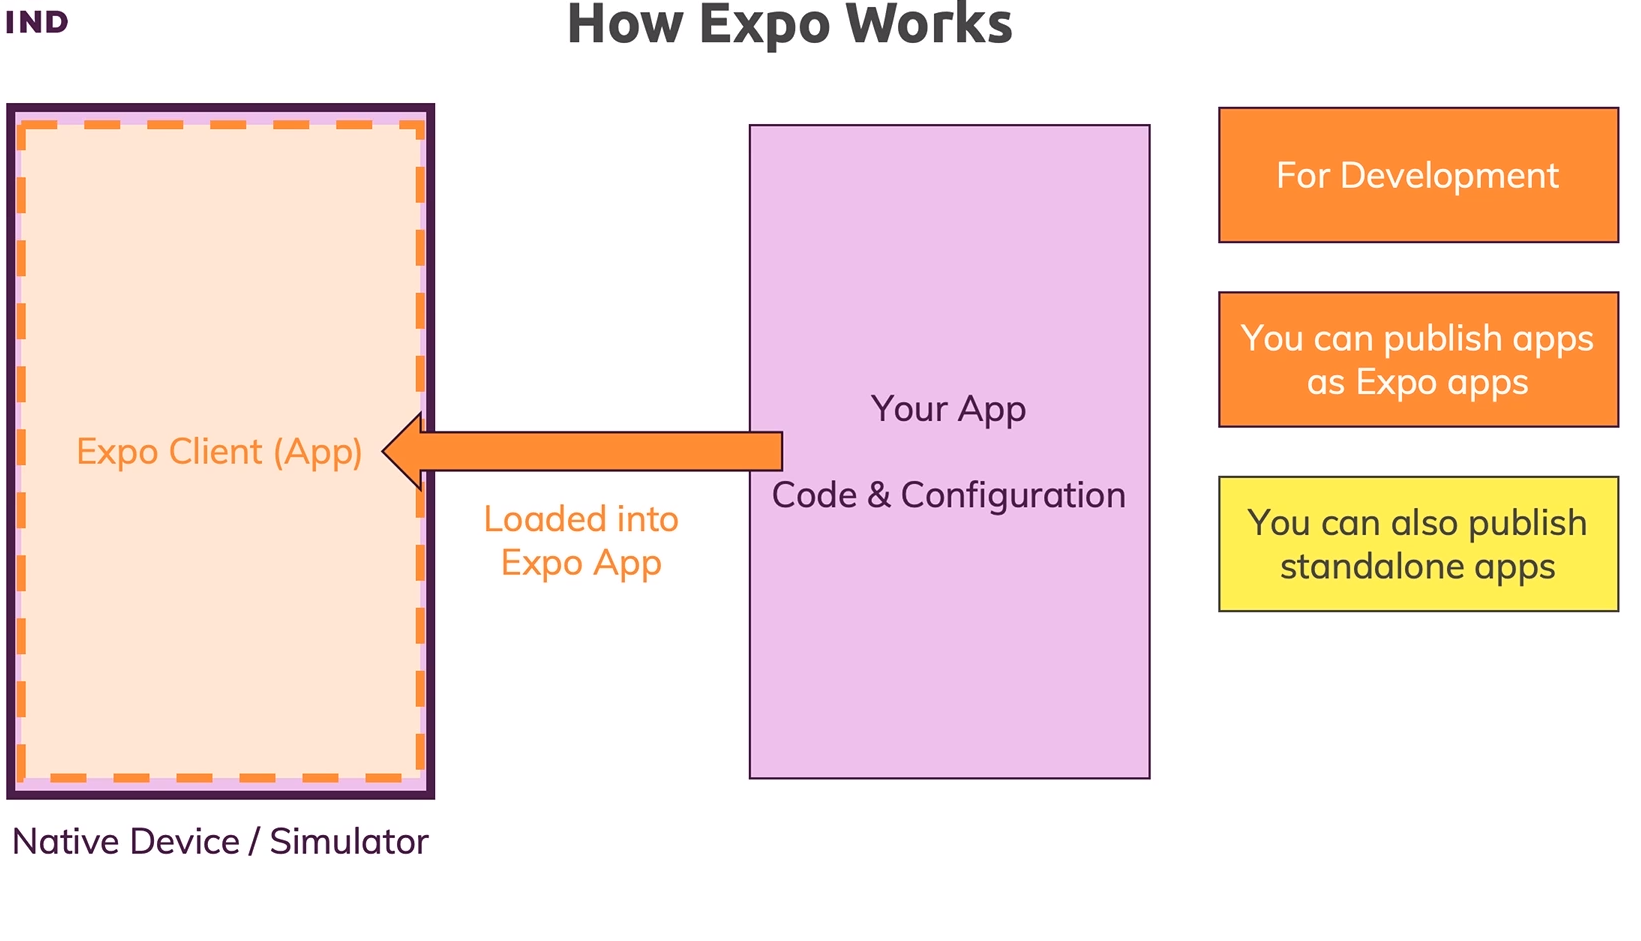 IND
How Expo Works
Expo Client (App)
Loaded into
Expo App
Your App
Code & Configuration
For Development
You can publish apps
as Expo apps
You can also publish
standalone apps
Native Device / Simulator